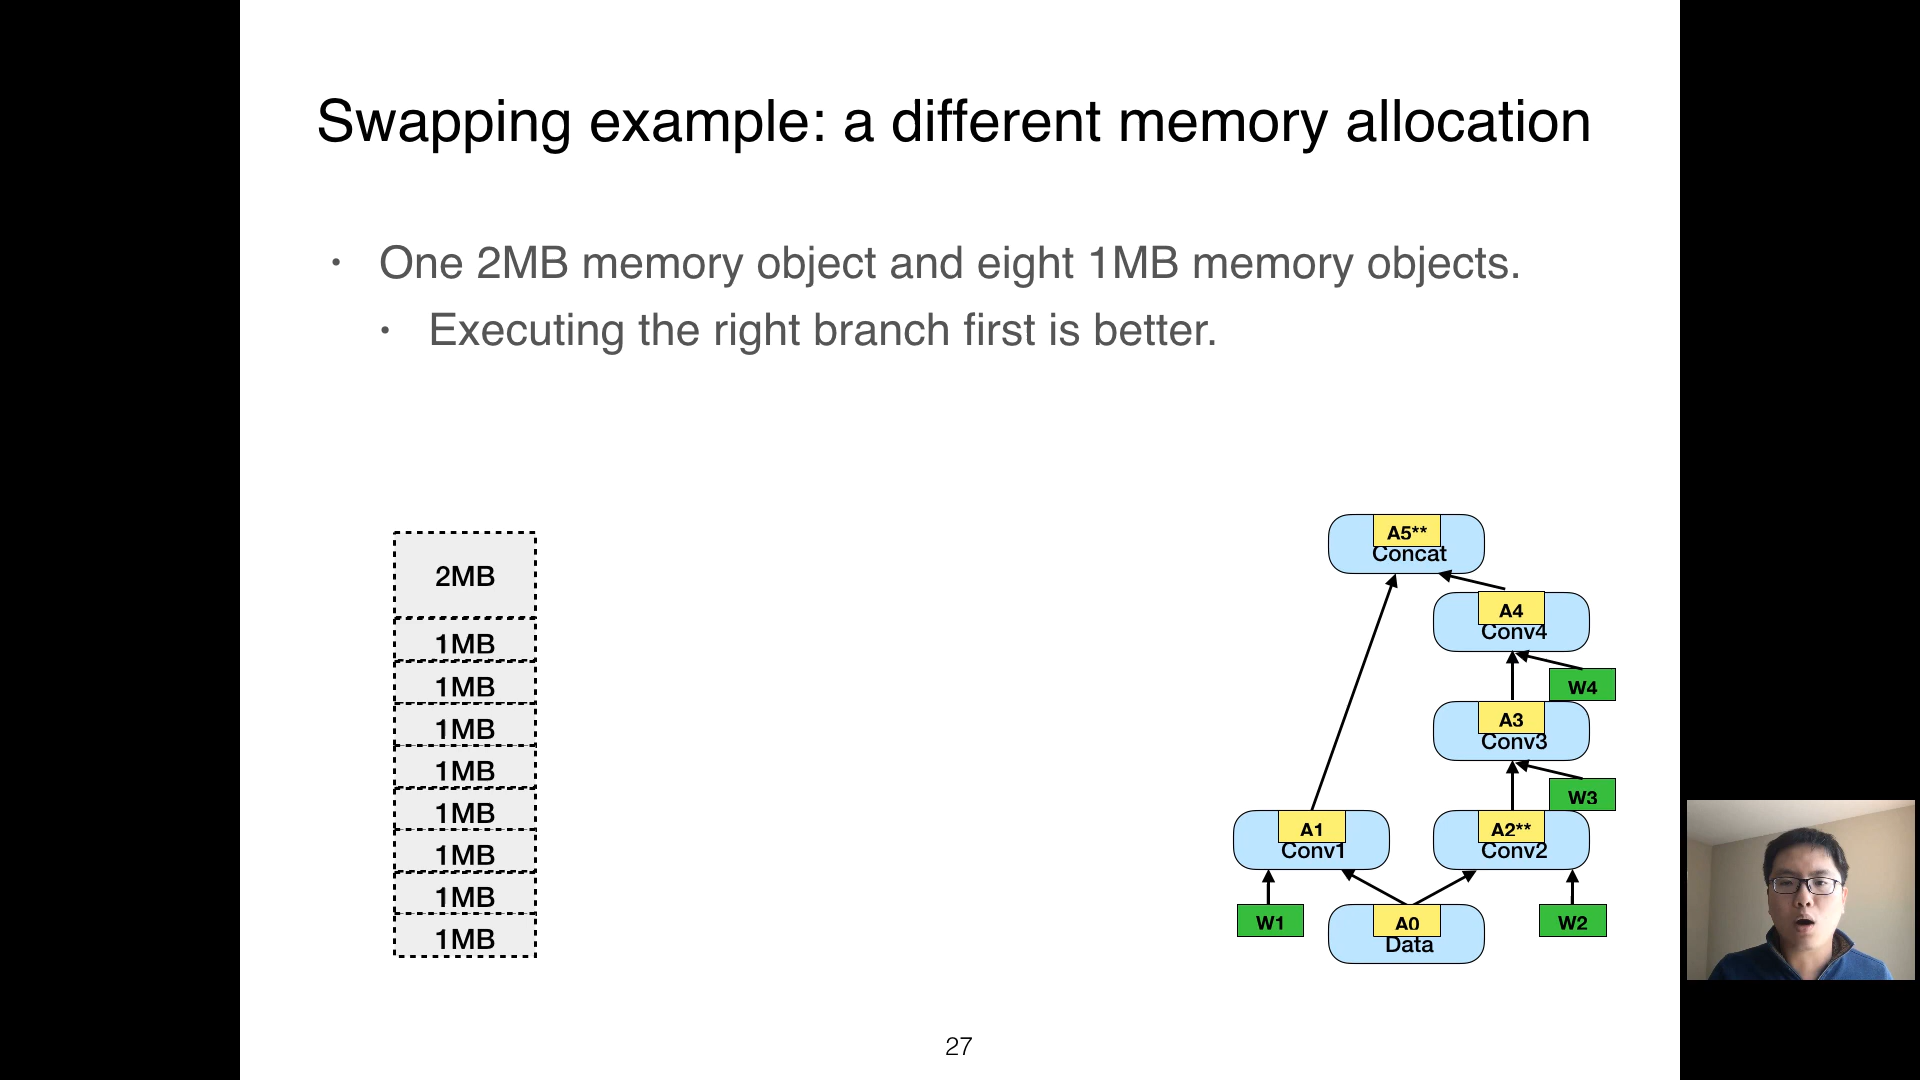 Swapping example: a different memory allocation
• One 2MB memory object and eight 1MB memory objects.
• Executing the right branch first is better.
2MB
1MB
1MB
1MB
1MB
1MB
1MB
1MB
1MB
A5**
Concat
A4
Conv4
W4
A3
Conv3
W3
A1
Conv1
A2**
Conv2
W1
A0
Data
W2
27